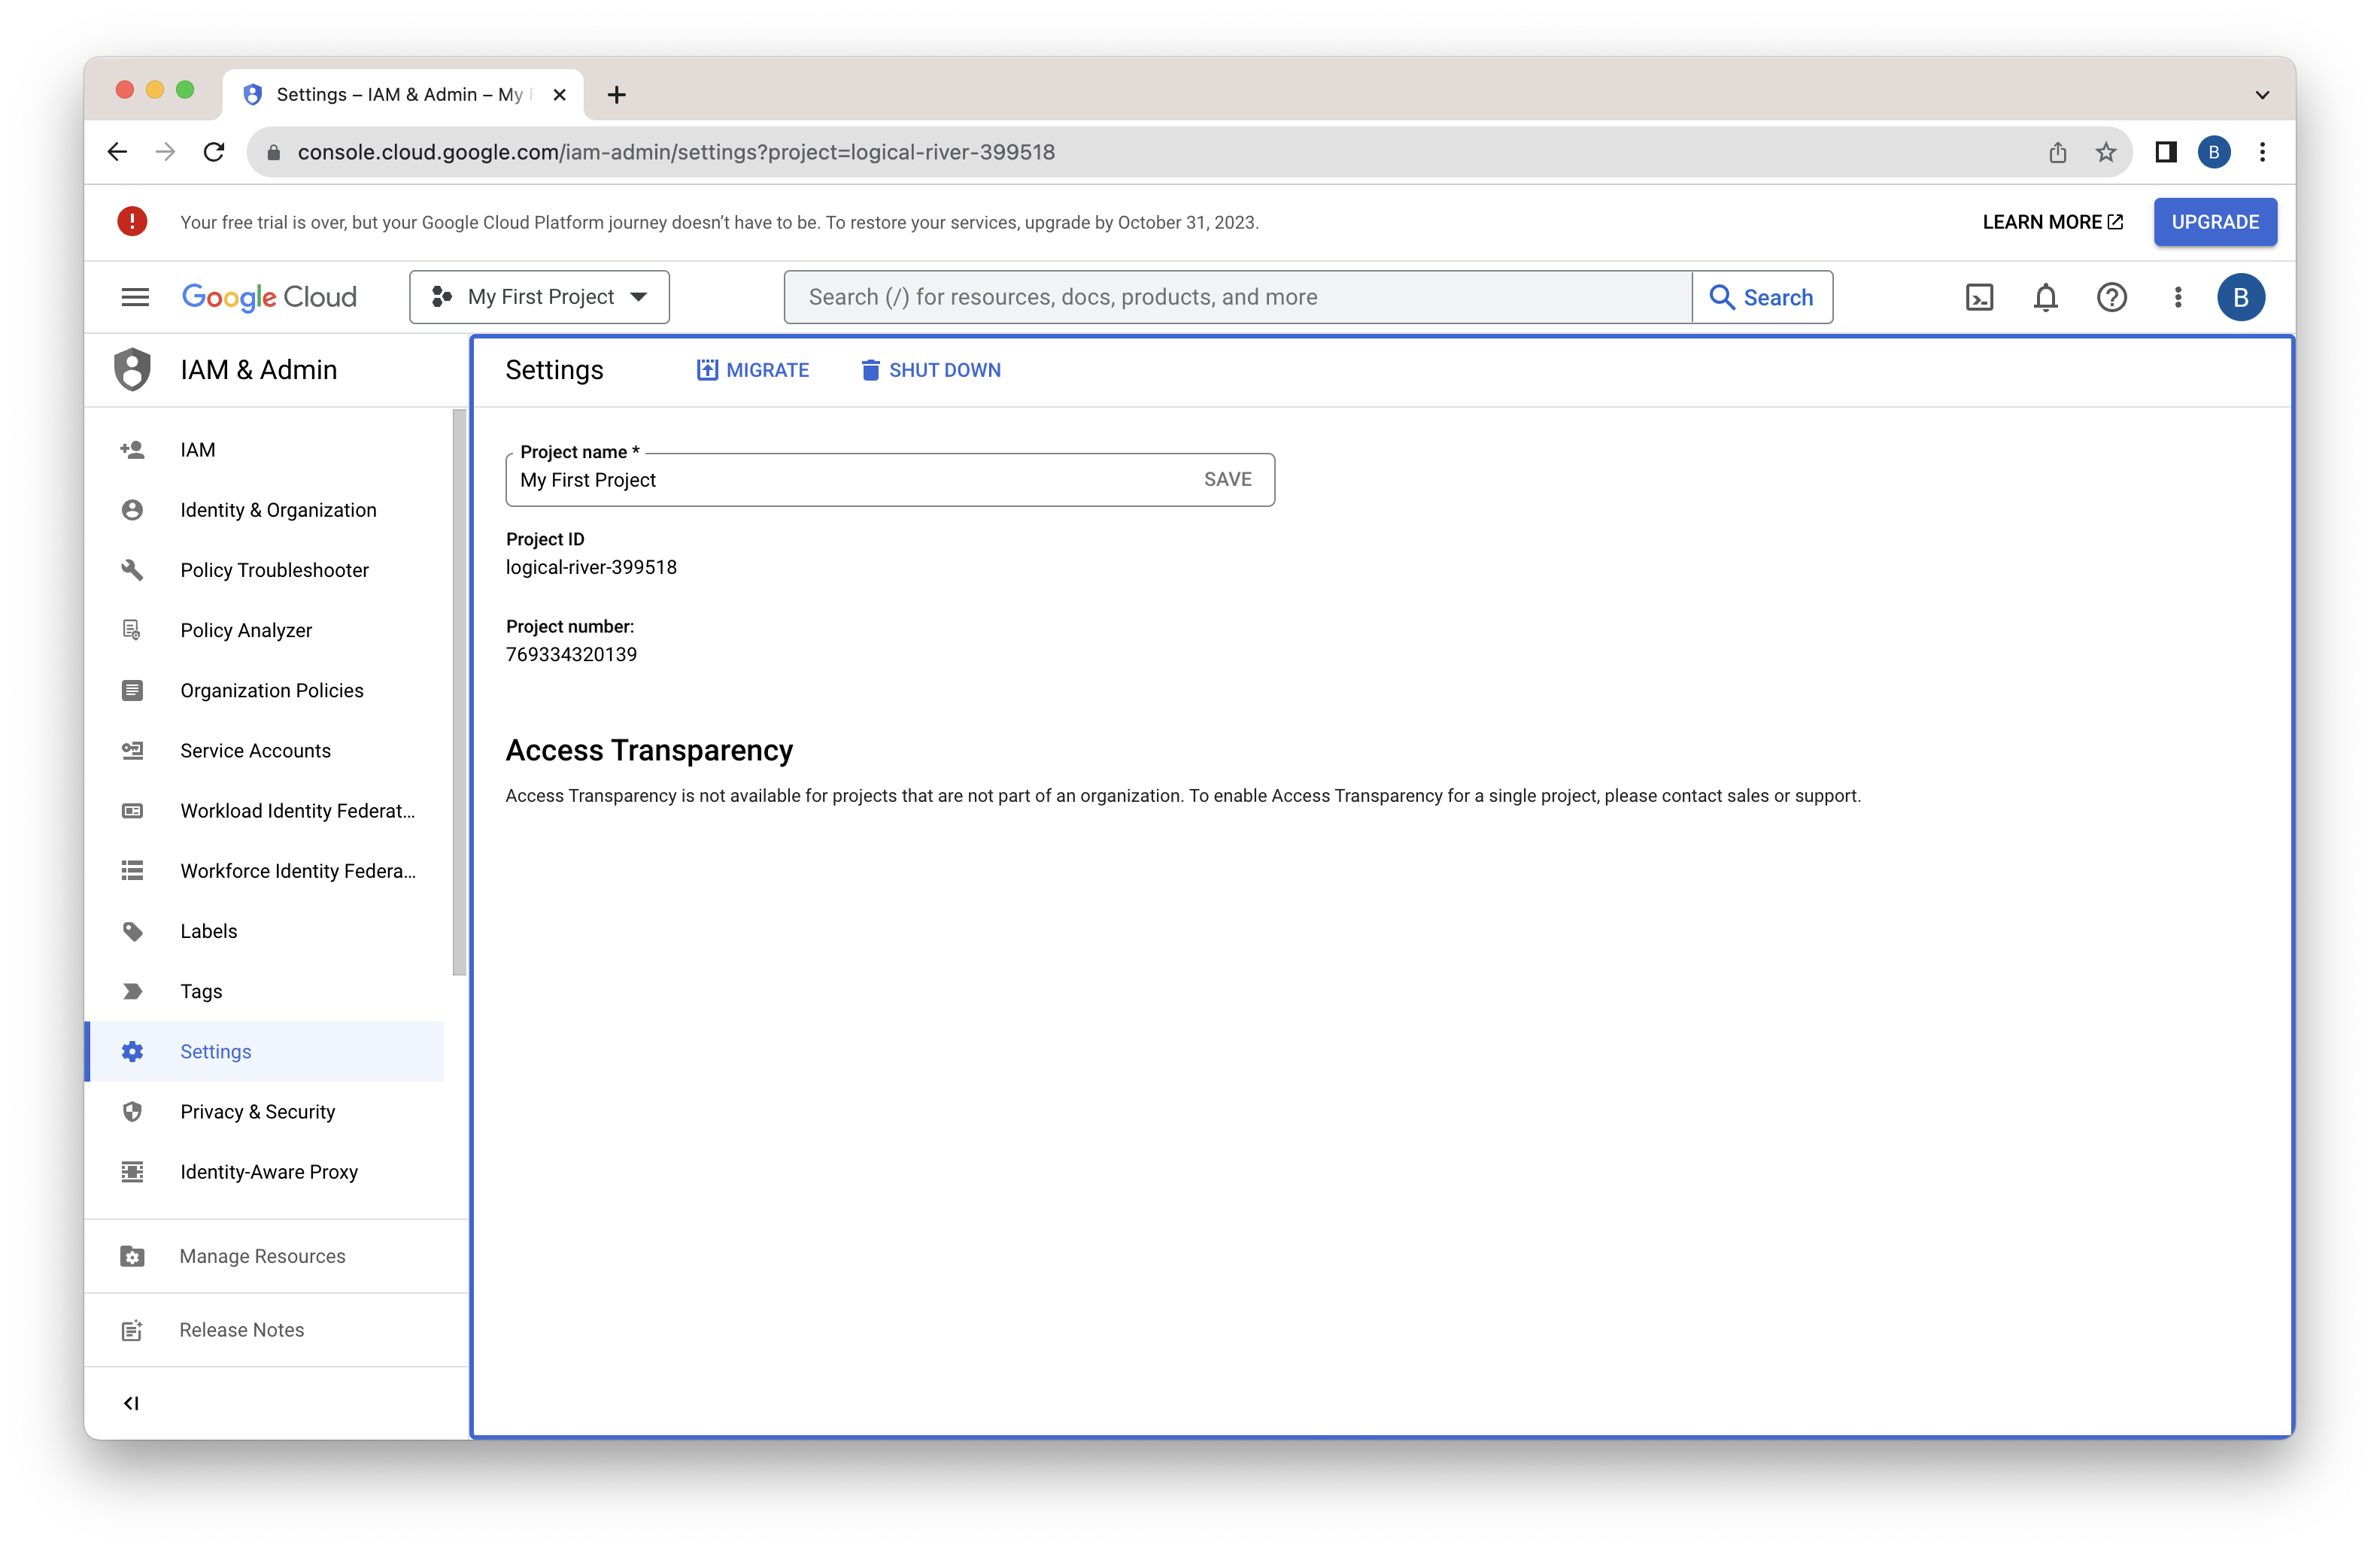 Settings – IAM & Admin – My
console.cloud.google.com/iam-admin/settings?project=logical-river-399518
B
Your free trial is over, but your Google Cloud Platform journey doesn’t have to be. To restore your services, upgrade by October 31, 2023.
LEARN MORE
UPGRADE
Google Cloud
My First Project
Search (/) for resources, docs, products, and more
Search
B
IAM & Admin
IAM
Identity & Organization
Policy Troubleshooter
Policy Analyzer
Organization Policies
Service Accounts
Workload Identity Federat...
Workforce Identity Federa...
Labels
Tags
Settings
Privacy & Security
Identity-Aware Proxy
Manage Resources
Release Notes
Settings
MIGRATE
SHUT DOWN
Project name *
My First Project
SAVE
Project ID
logical-river-399518
Project number:
769334320139
Access Transparency
Access Transparency is not available for projects that are not part of an organization. To enable Access Transparency for a single project, please contact sales or support.